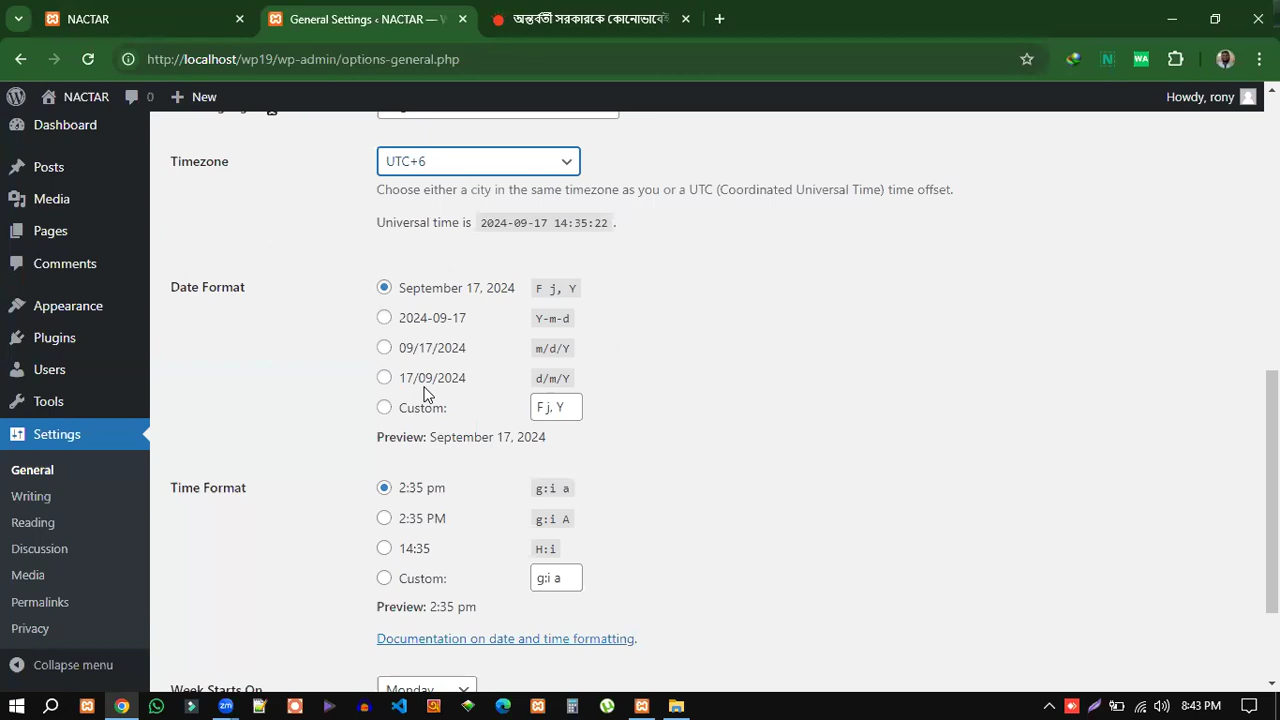 NACTAR
General Settings ‹ NACTAR — W
অন্তর্বর্তী সরকারকে কোনোভাবেই
http://localhost/wp19/wp-admin/options-general.php
NACTAR 0 New Howdy, rony
Dashboard
Posts
Media
Pages
Comments
Appearance
Plugins
Users
Tools
Settings
General
Writing
Reading
Discussion
Media
Permalinks
Privacy
Collapse menu
Timezone UTC+6
Choose either a city in the same timezone as you or a UTC (Coordinated Universal Time) time offset.
Universal time is 2024-09-17 14:35:22 .
Date Format September 17, 2024 F j, Y
2024-09-17 Y-m-d
09/17/2024 m/d/Y
17/09/2024 d/m/Y
Custom: F j, Y
Preview: September 17, 2024
Time Format 2:35 pm g:i a
2:35 PM g:i A
14:35 H:i
Custom: g:i a
Preview: 2:35 pm
Documentation on date and time formatting.
Week Starts On Monday
8:43 PM